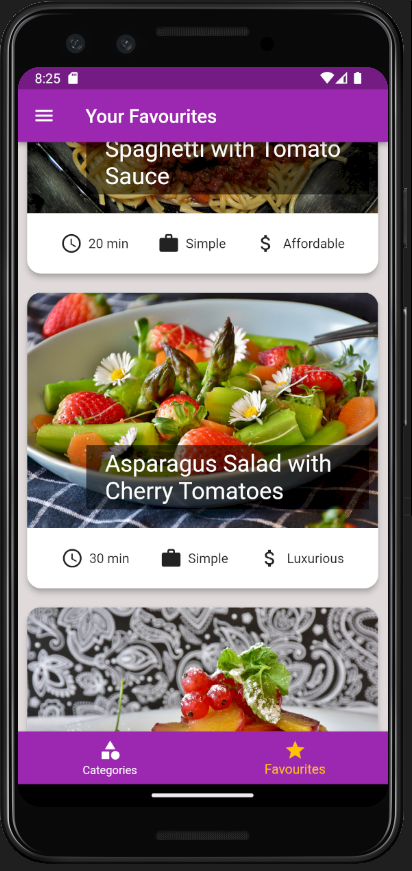 8:25
Your Favourites
Spaghetti with Tomato
Sauce
20 min Simple Affordable
Asparagus Salad with
Cherry Tomatoes
30 min Simple Luxurious
Categories Favourites